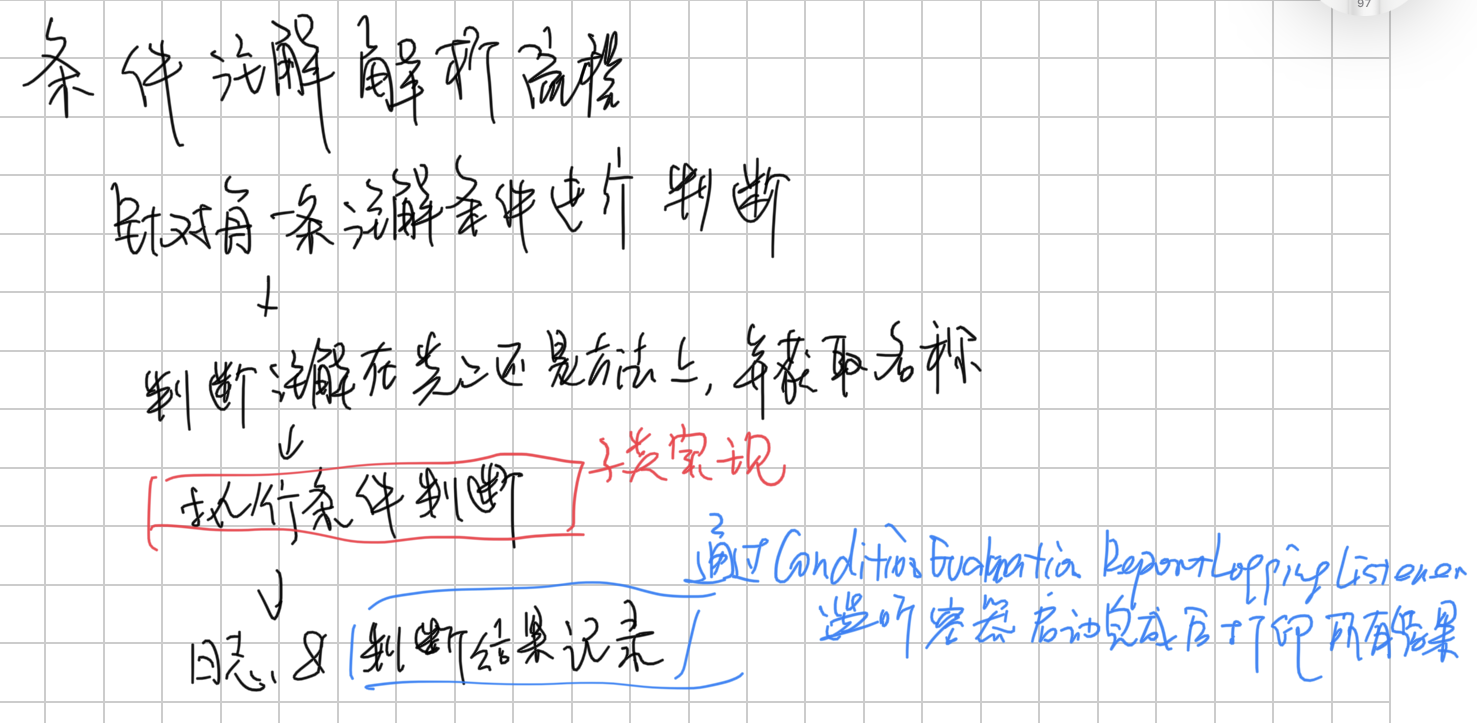 条件注解解析流程
针对每一条注解条件进行判断
判断注解在类上还是方法上，并获取名称
执行条件判断
子类实现
日志 & 判断结果记录
通过ConditionEvaluationReportLoggingListener
监听容器启动完成后打印所有结果
97